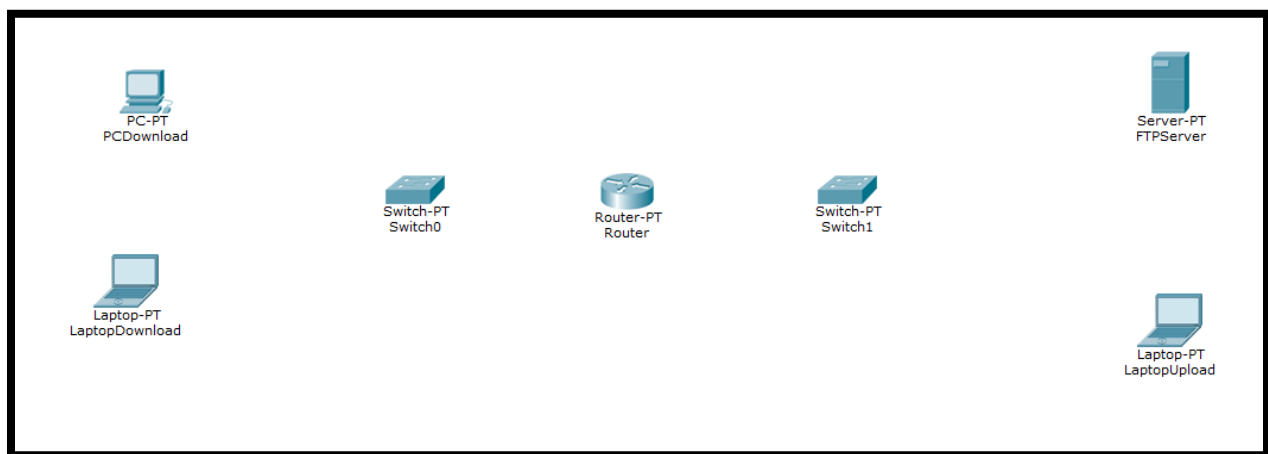 PC-PT
PCDownload
Server-PT
FTPServer
Switch-PT
Switch0
Router-PT
Router
Switch-PT
Switch1
Laptop-PT
LaptopDownload
Laptop-PT
LaptopUpload